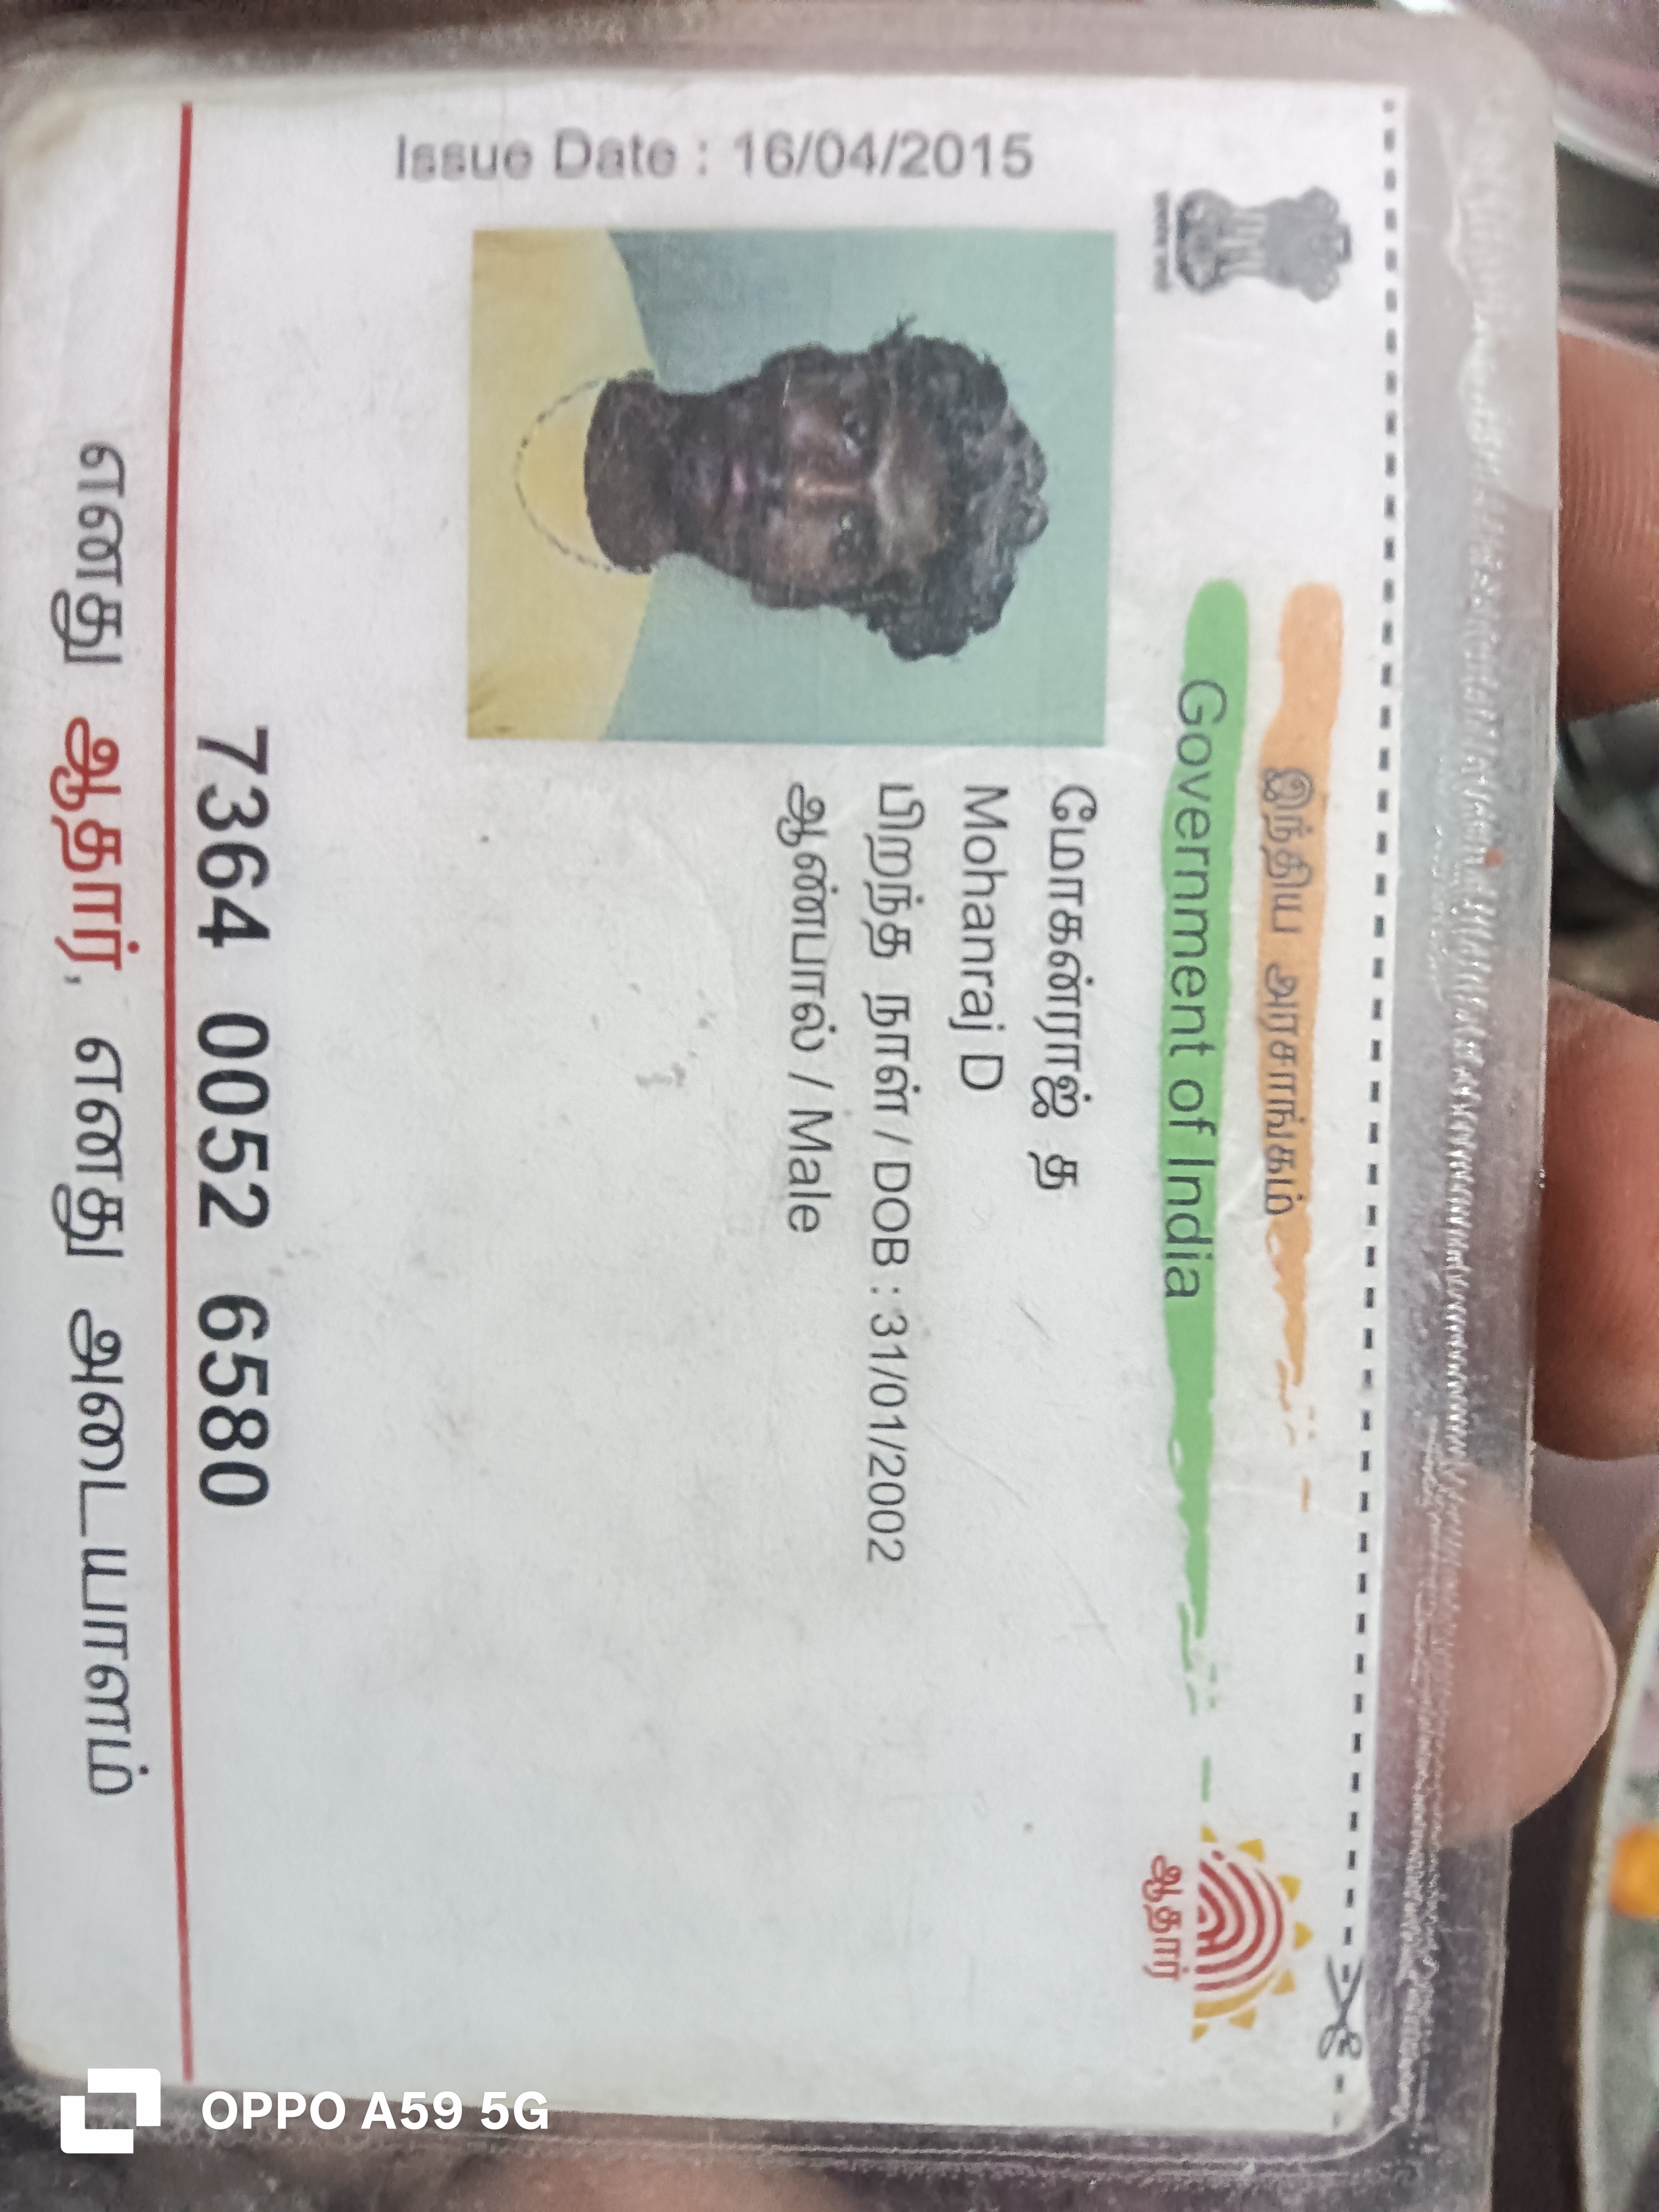 இந்திய அரசாங்கம்
Government of India
Issue Date : 16/04/2015
மோகன்ராஜ் த
Mohanraj D
பிறந்த நாள் / DOB : 31/01/2002
ஆண்பால் / Male
ஆதார்
7364 0052 6580
எனது ஆதார், எனது அடையாளம்
OPPO A59 5G